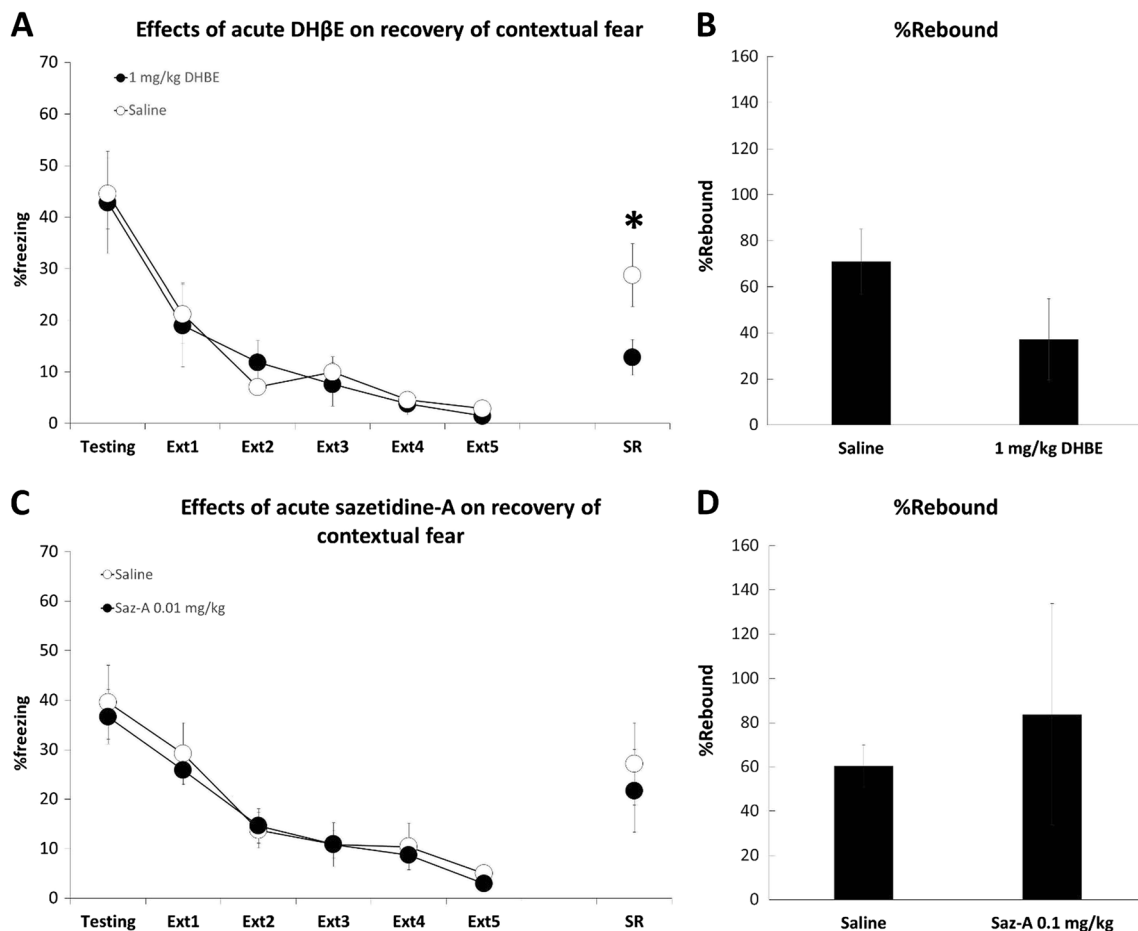 A
Effects of acute DHβE on recovery of contextual fear
70
60
50
40
30
20
10
0
%freezing
1 mg/kg DHBE
Saline
*
Testing Ext1 Ext2 Ext3 Ext4 Ext5 SR
B
%Rebound
160
140
120
100
80
60
40
20
0
%Rebound
Saline 1 mg/kg DHBE
C
Effects of acute sazetidine-A on recovery of
contextual fear
70
60
50
40
30
20
10
0
%freezing
Saline
Saz-A 0.01 mg/kg
Testing Ext1 Ext2 Ext3 Ext4 Ext5 SR
D
%Rebound
160
140
120
100
80
60
40
20
0
%Rebound
Saline Saz-A 0.1 mg/kg